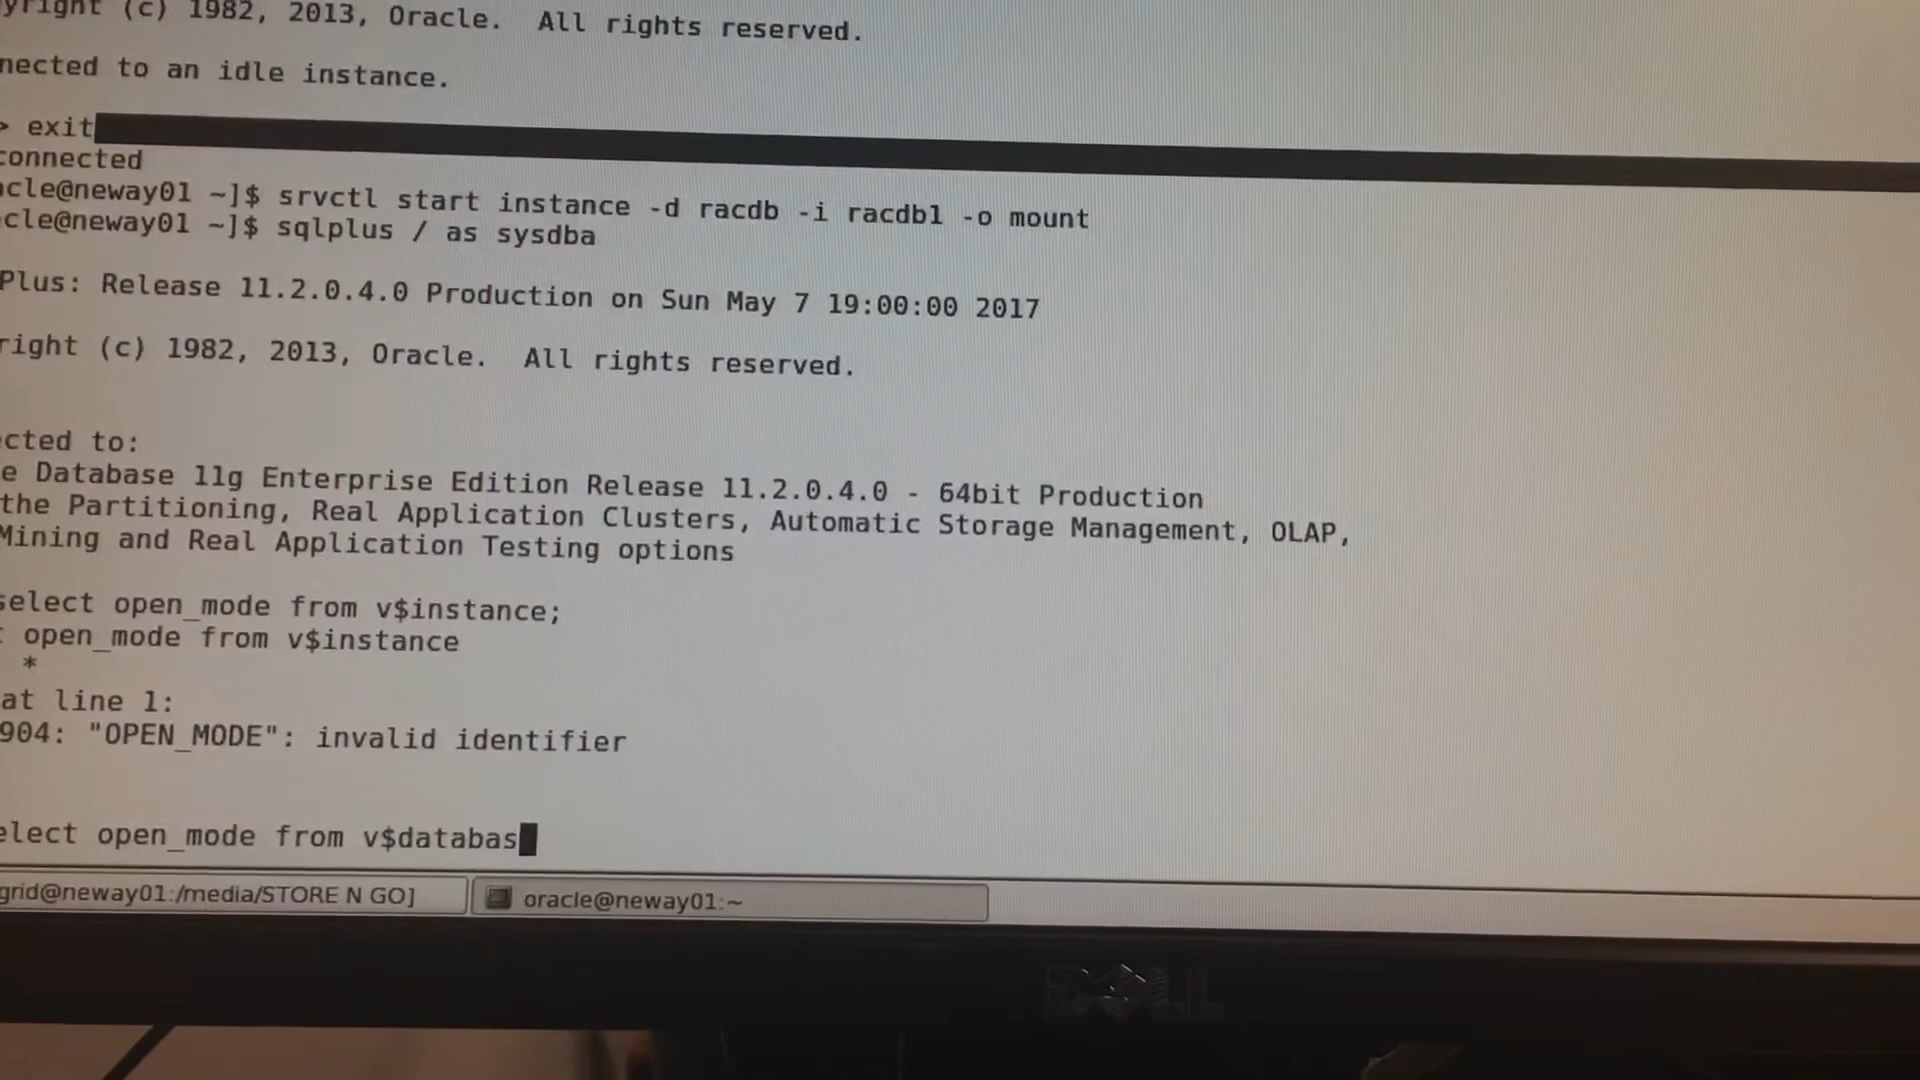 yright (c) 1982, 2013, Oracle.  All rights reserved.
nected to an idle instance.
> exit
connected
acle@neway01 ~]$ srvctl start instance -d racdb -i racdb1 -o mount
cle@neway01 ~]$ sqlplus / as sysdba
Plus: Release 11.2.0.4.0 Production on Sun May 7 19:00:00 2017
right (c) 1982, 2013, Oracle.  All rights reserved.
cted to:
e Database 11g Enterprise Edition Release 11.2.0.4.0 - 64bit Production
the Partitioning, Real Application Clusters, Automatic Storage Management, OLAP,
Mining and Real Application Testing options
select open_mode from v$instance;
t open_mode from v$instance
*
at line 1:
904: "OPEN_MODE": invalid identifier
elect open_mode from v$databas
grid@neway01:/media/STORE N GO]
oracle@neway01:~